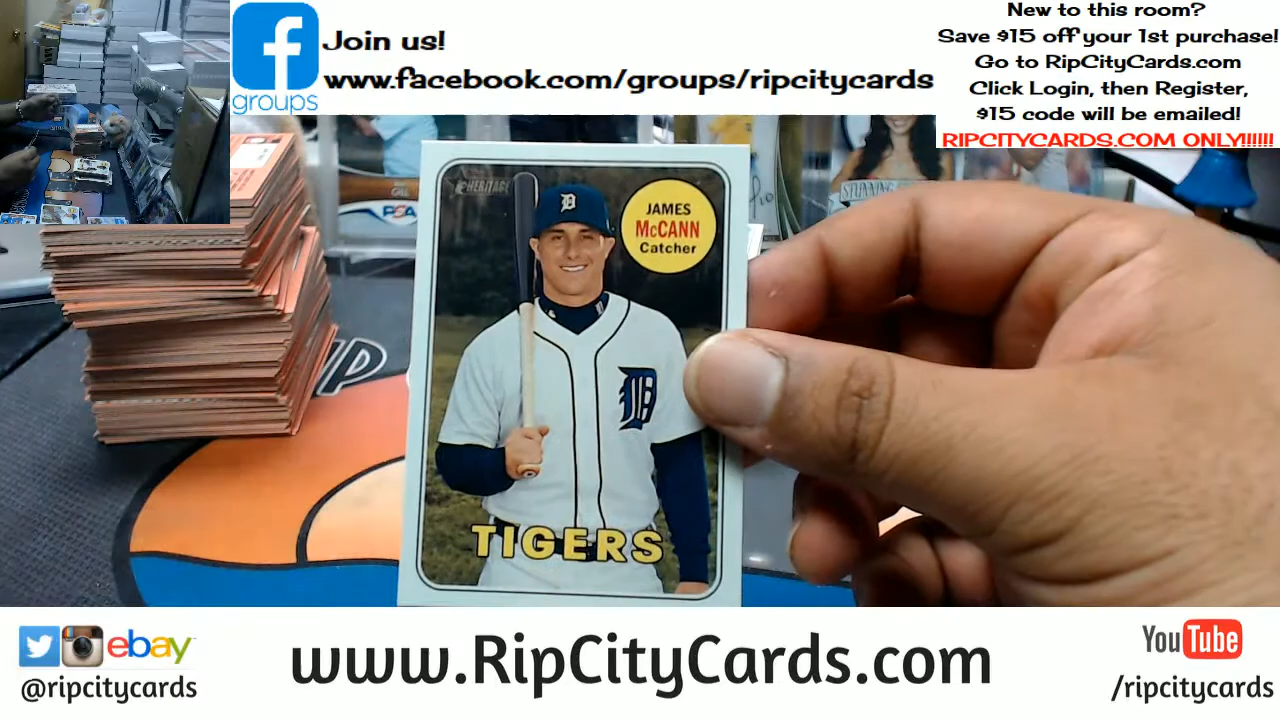 f
groups
Join us!
www.facebook.com/groups/ripcitycards
New to this room?
Save $15 off your 1st purchase!
Go to RipCityCards.com
Click Login, then Register,
$15 code will be emailed!
RIPCITYCARDS.COM ONLY!!!!!!
PSA
STUNNING
HERITAGE
JAMES
McCANN
Catcher
D
D
TIGERS
IP
ebay
@ripcitycards
www.RipCityCards.com
YouTube
/ripcitycards